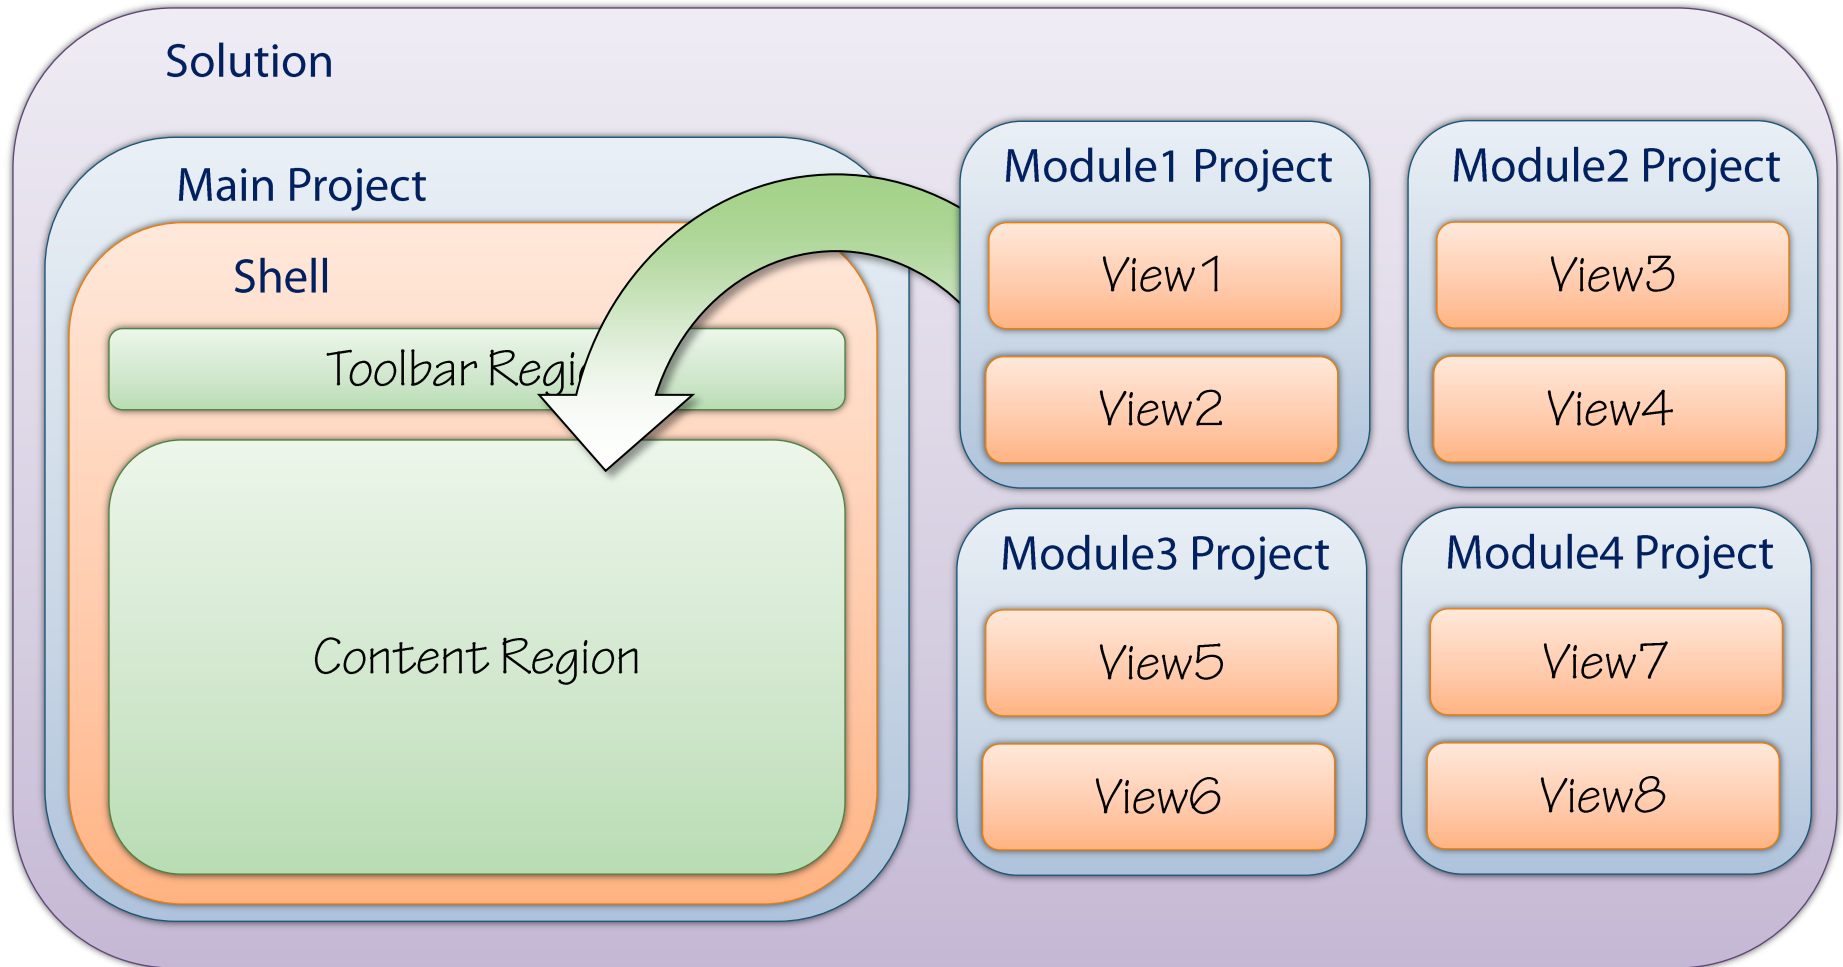 Solution
Main Project
Shell
Toolbar Regi
Content Region
Module1 Project
View1
View2
Module2 Project
View3
View4
Module3 Project
View5
View6
Module4 Project
View7
View8